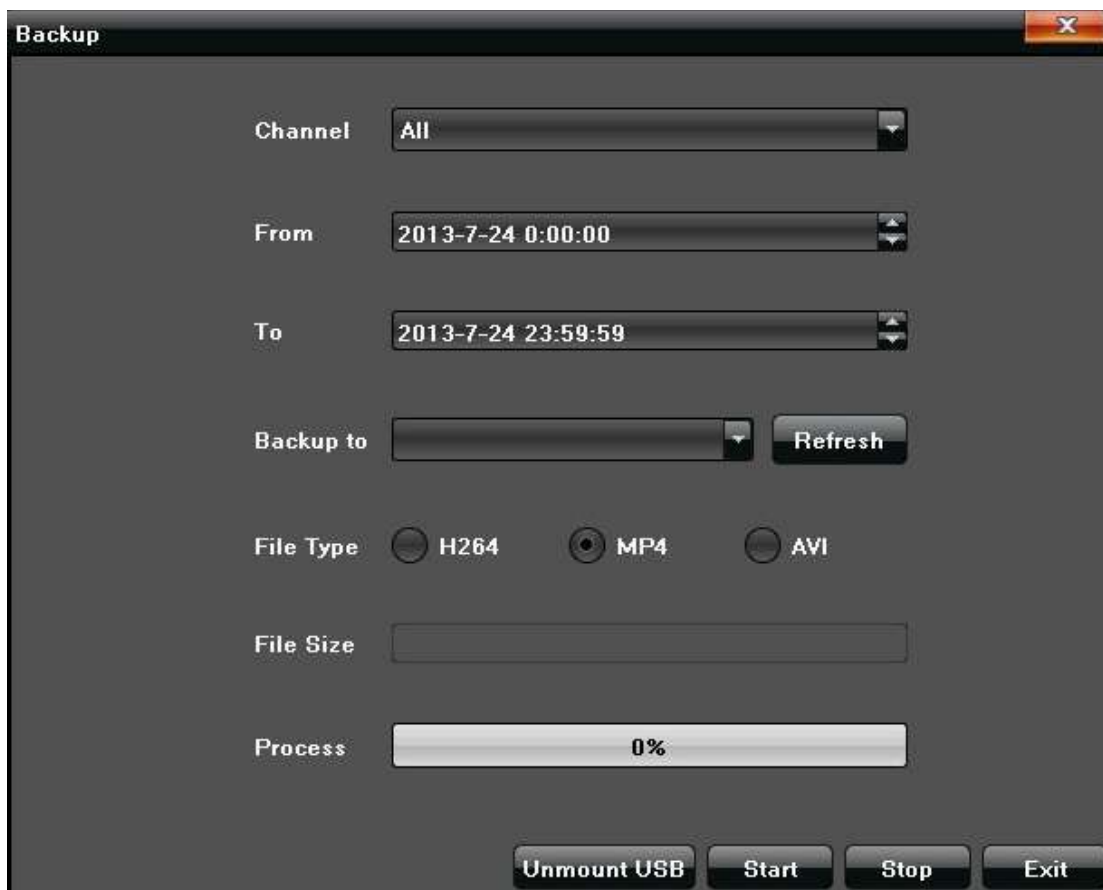 Backup
X
Channel All
From 2013-7-24 0:00:00
To 2013-7-24 23:59:59
Backup to Refresh
File Type H264 MP4 AVI
File Size
Process 0%
Unmount USB Start Stop Exit